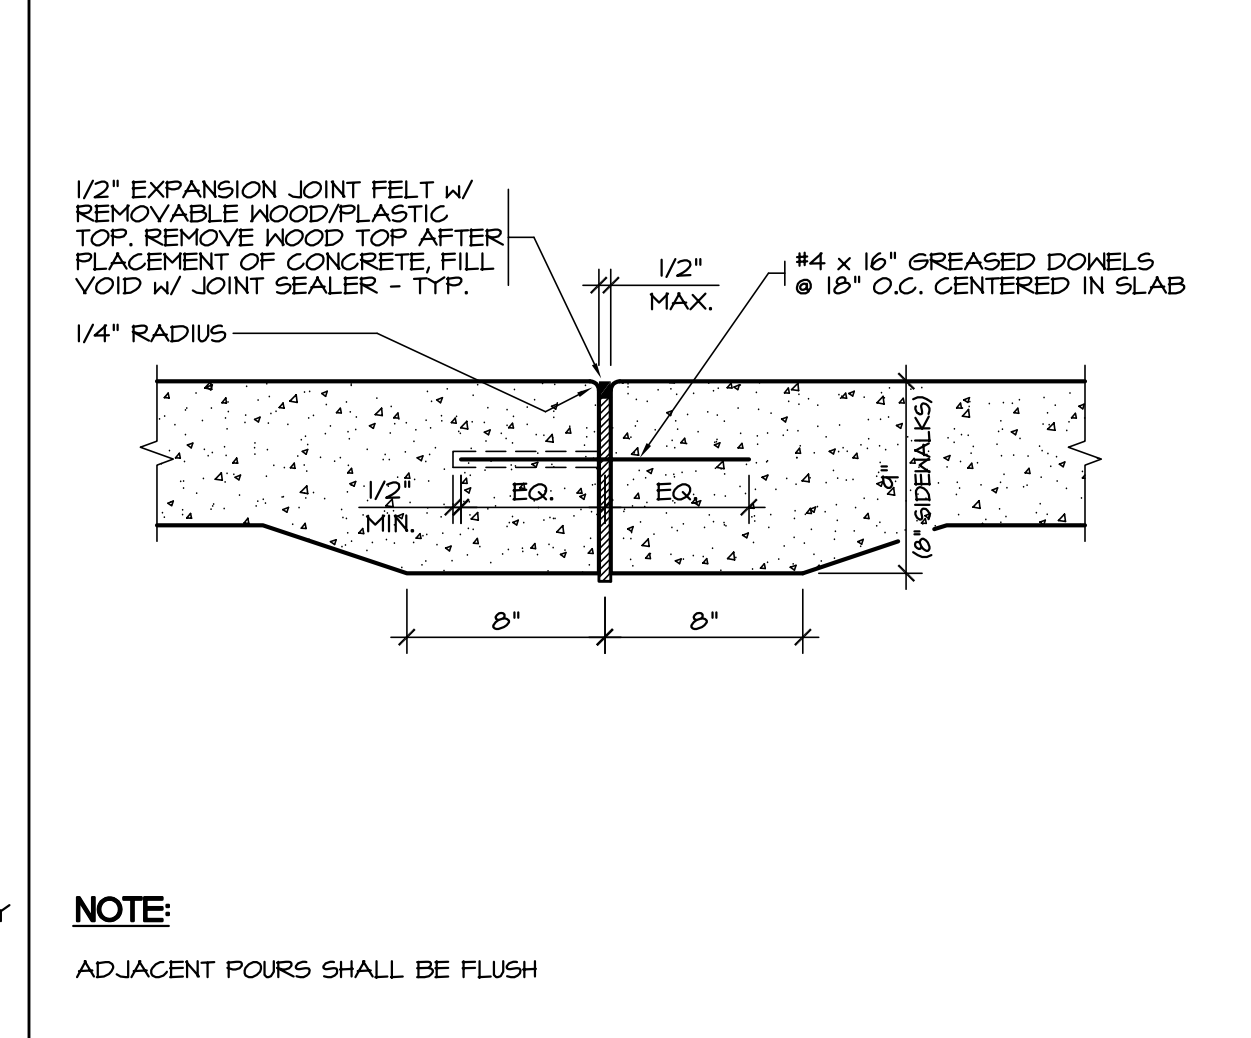 1/2" EXPANSION JOINT FELT W/
REMOVABLE WOOD/PLASTIC
TOP. REMOVE WOOD TOP AFTER
PLACEMENT OF CONCRETE, FILL
VOID W/ JOINT SEALER - TYP.
1/4" RADIUS
1/2"
MAX.
#4 x 16" GREASED DOWELS
@ 18" O.C. CENTERED IN SLAB
1/2"
MIN.
EQ.
EQ.
9"
(8" SIDEWALKS)
8"
8"
Y
NOTE:
ADJACENT POURS SHALL BE FLUSH